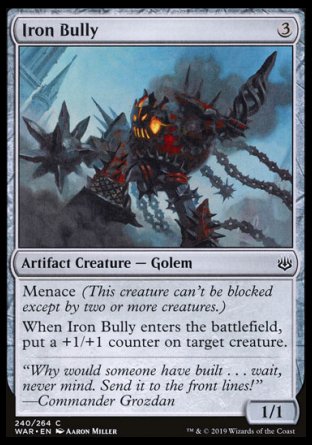 Iron Bully 3
Artifact Creature — Golem
Menace (This creature can't be blocked
except by two or more creatures.)
When Iron Bully enters the battlefield,
put a +1/+1 counter on target creature.
"Why would someone have built . . . wait,
never mind. Send it to the front lines!"
—Commander Grozdan
1/1
240/264 C
WAR • EN AARON MILLER ™ & © 2019 Wizards of the Coast